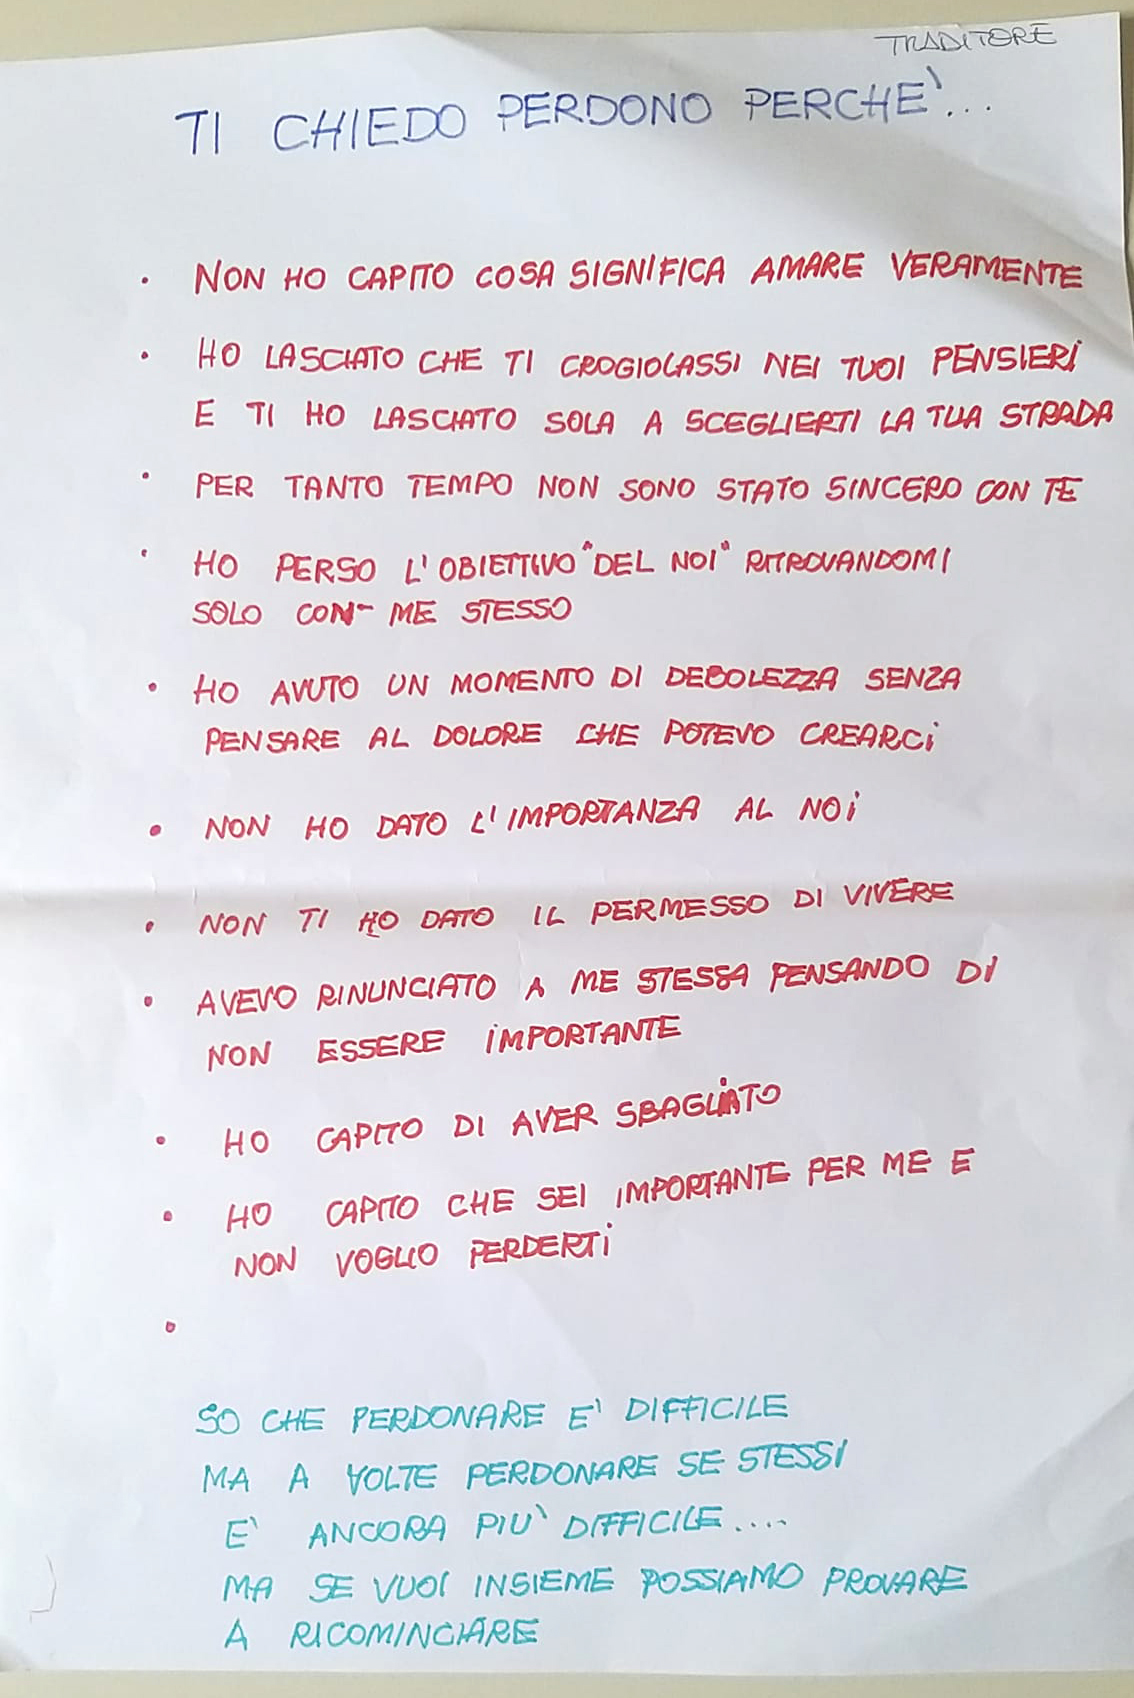 TRADITORE
TI CHIEDO PERDONO PERCHE'...
• NON HO CAPITO COSA SIGNIFICA AMARE VERAMENTE
• HO LASCIATO CHE TI CROGIOLASSI NEI TUOI PENSIERI
E TI HO LASCIATO SOLA A SCEGLIERTI LA TUA STRADA
• PER TANTO TEMPO NON SONO STATO SINCERO CON TE
• HO PERSO L'OBIETTIVO "DEL NOI" RITROVANDOMI
SOLO CON ME STESSO
• HO AVUTO UN MOMENTO DI DEBOLEZZA SENZA
PENSARE AL DOLORE CHE POTEVO CREARCI
• NON HO DATO L'IMPORTANZA AL NOI
• NON TI HO DATO IL PERMESSO DI VIVERE
• AVEVO RINUNCIATO A ME STESSA PENSANDO DI
NON ESSERE IMPORTANTE
• HO CAPITO DI AVER SBAGLIATO
• HO CAPITO CHE SEI IMPORTANTE PER ME E
NON VOGLIO PERDERTI
•
SO CHE PERDONARE E' DIFFICILE
MA A VOLTE PERDONARE SE STESSI
E' ANCORA PIU' DIFFICILE....
MA SE VUOI INSIEME POSSIAMO PROVARE
A RICOMINCIARE